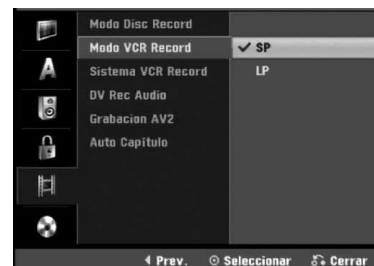 Modo Disc Record
Modo VCR Record
✓ SP
Sistema VCR Record
LP
DV Rec Audio
Grabacion AV2
Auto Capítulo
A
Prev.
Seleccionar
Cerrar